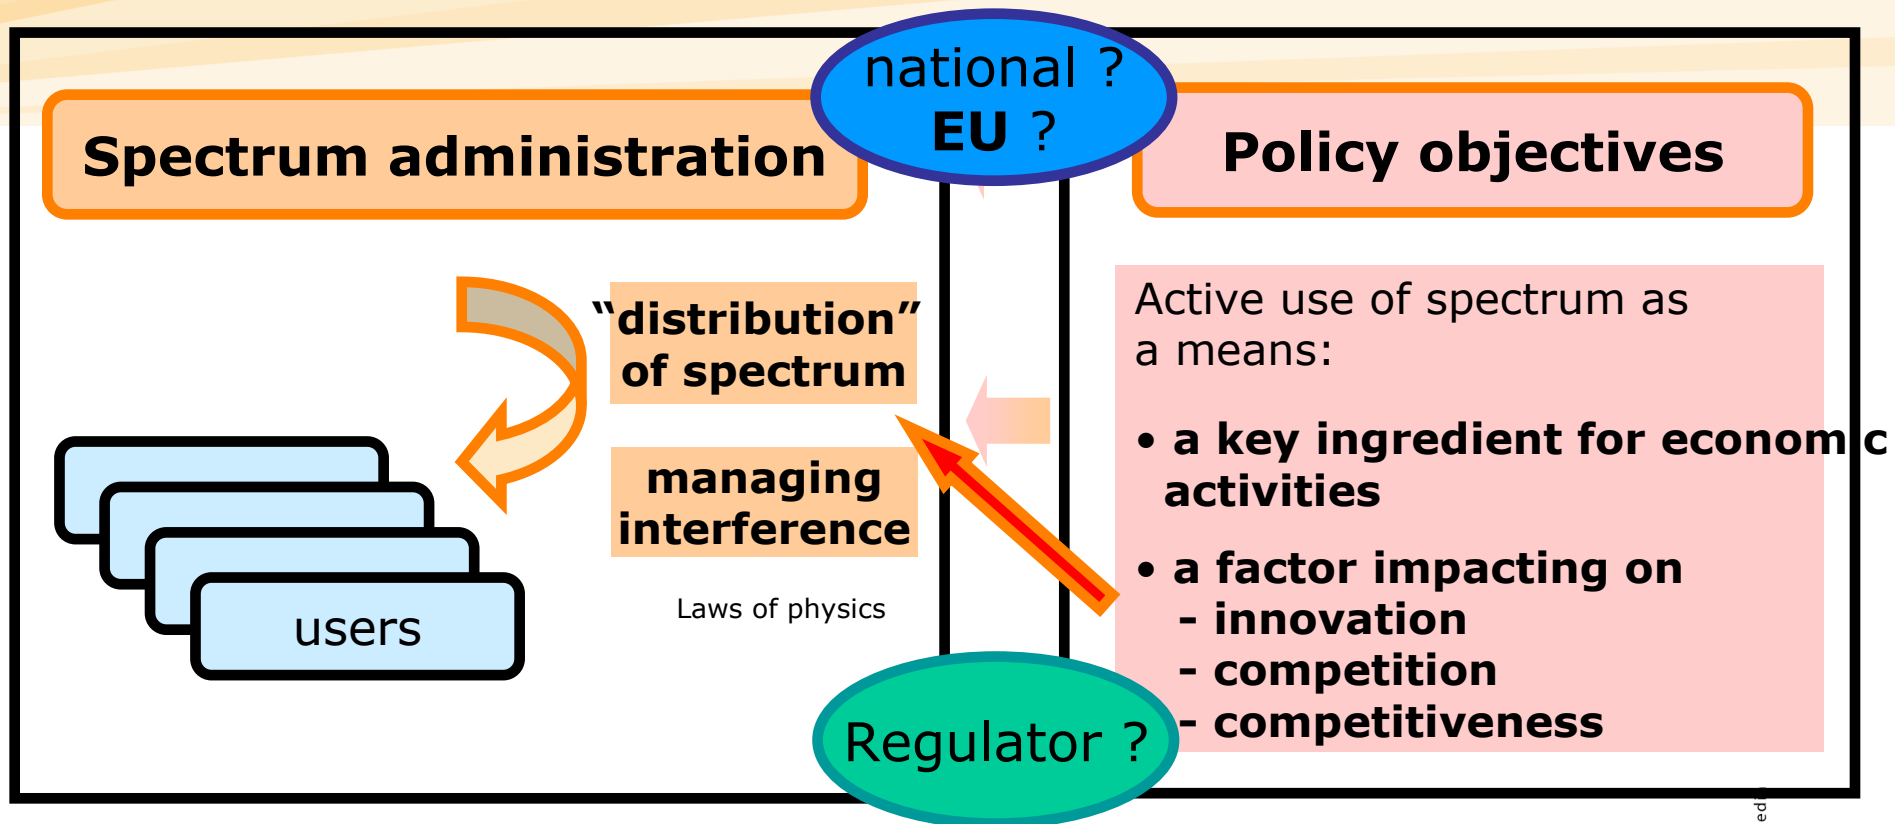 national ?
EU ?
Spectrum administration
Policy objectives
“distribution”
of spectrum
managing
interference
Laws of physics
users
Active use of spectrum as
a means:
• a key ingredient for econom c
activities
• a factor impacting on
- innovation
- competition
- competitiveness
Regulator ?